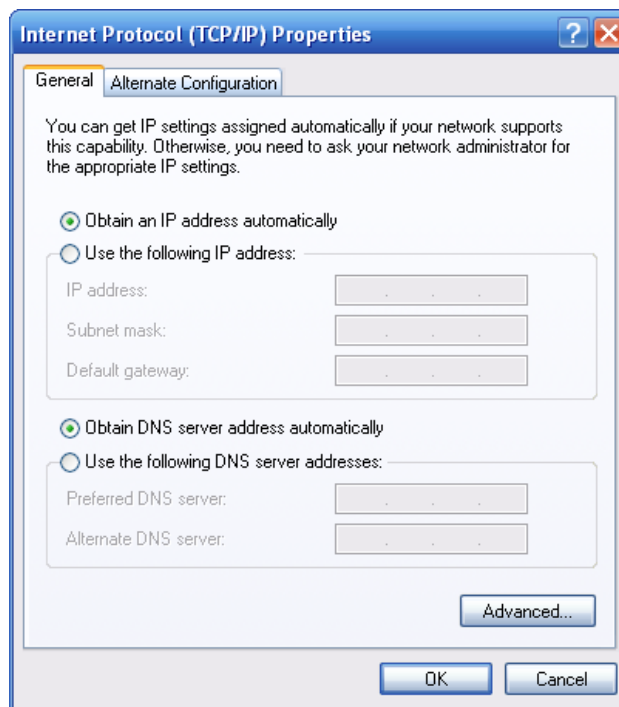 Internet Protocol (TCP/IP) Properties
General
Alternate Configuration
You can get IP settings assigned automatically if your network supports
this capability. Otherwise, you need to ask your network administrator for
the appropriate IP settings.
Obtain an IP address automatically
Use the following IP address:
IP address:
Subnet mask:
Default gateway:
Obtain DNS server address automatically
Use the following DNS server addresses:
Preferred DNS server:
Alternate DNS server:
Advanced...
OK
Cancel